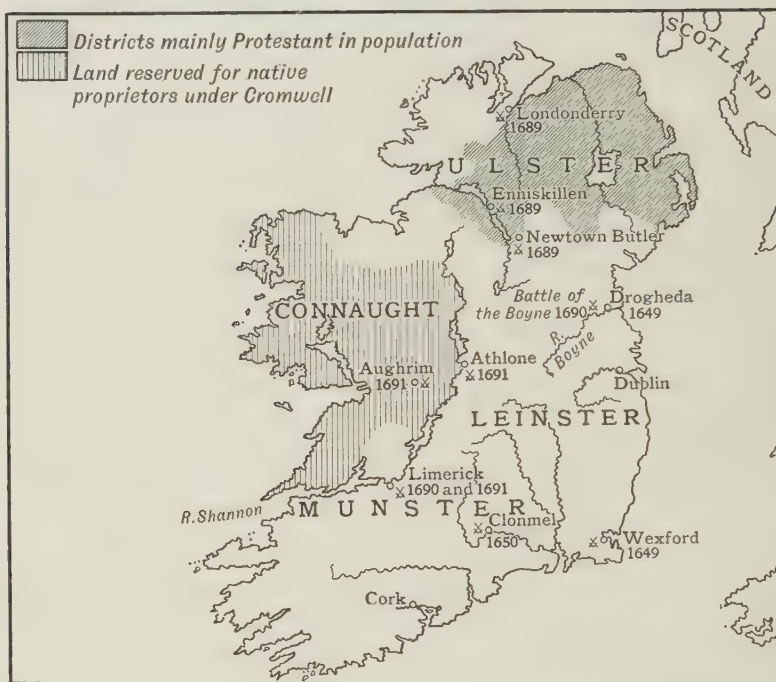 Districts mainly Protestant in population
Land reserved for native
proprietors under Cromwell
SCOTLAND
Londonderry
1689
ULSTER
Enniskillen
1689
Newtown Butler
1689
Battle of
the Boyne 1690
Drogheda
1649
R. Boyne
CONNAUGHT
Athlone
1691
Aughrim
1691
Dublin
LEINSTER
Limerick
1690 and 1691
R. Shannon
MUNSTER
Clonmel
1650
Wexford
1649
Cork